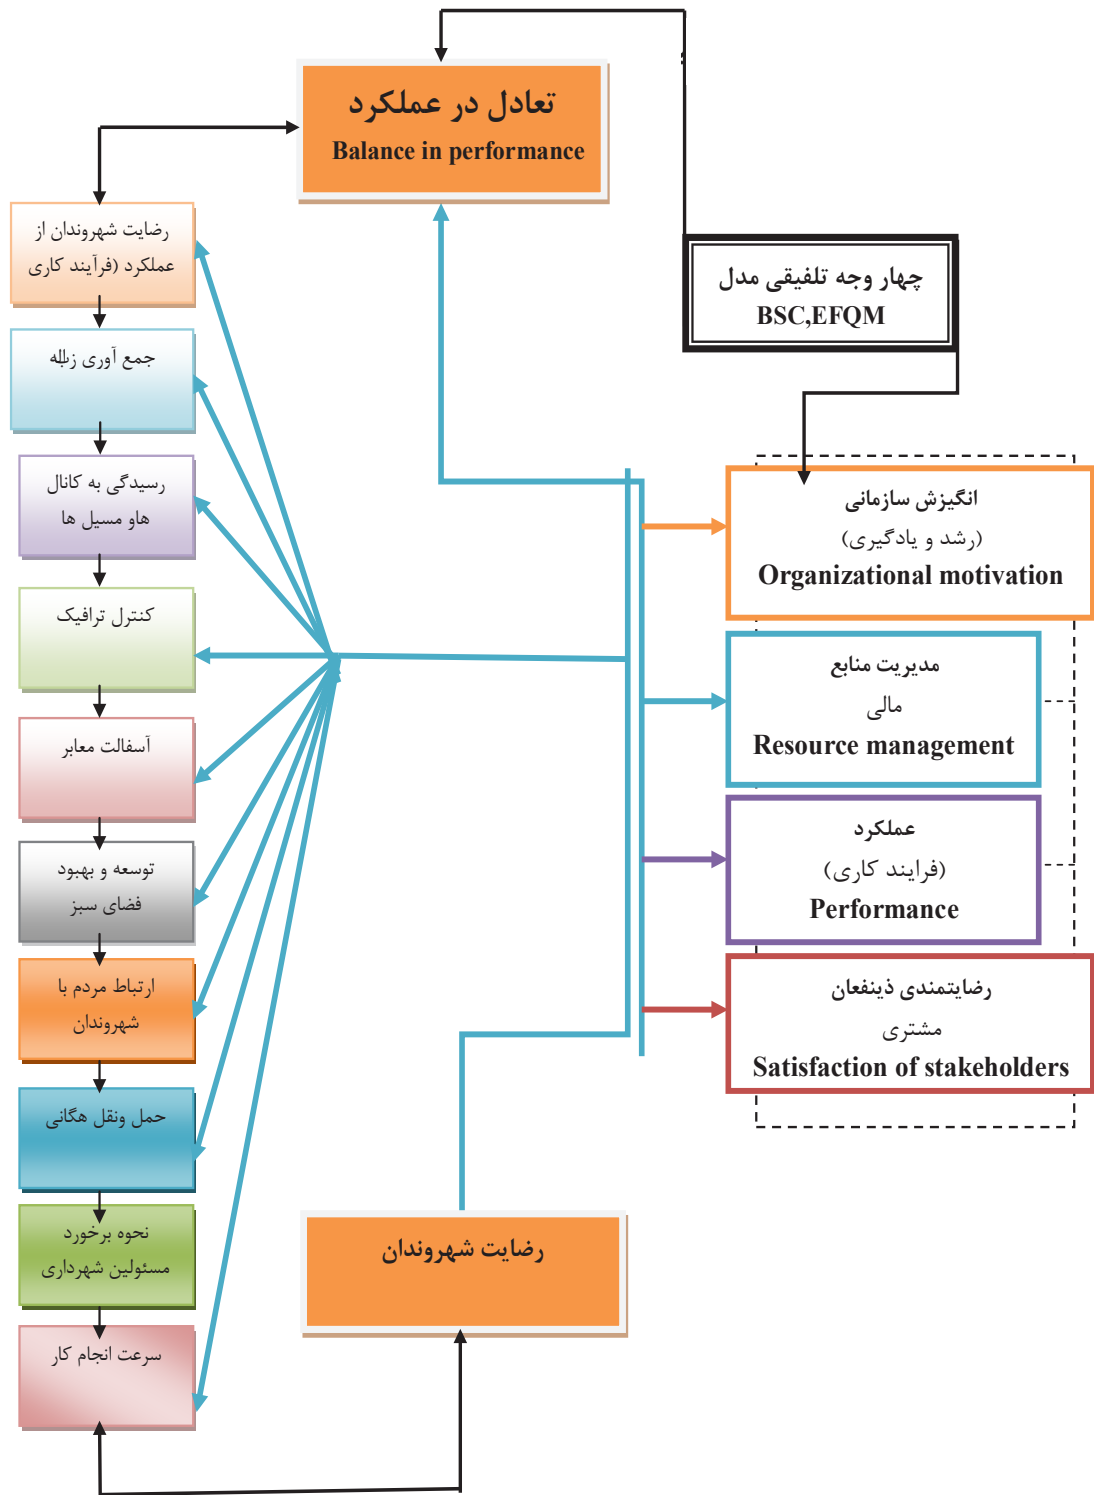 تعادل در عملکرد
Balance in performance
چهار وجه تلفیقی مدل
BSC,EFQM
رضایت شهروندان از
عملکرد (فرآیند کاری
جمع آوری زباله
رسیدگی به کانال
هاو مسیل ها
کنترل ترافیک
آسفالت معابر
توسعه و بهبود
فضای سبز
ارتباط مردم با
شهروندان
حمل ونقل هگانی
نحوه برخورد
مسئولین شهرداری
سرعت انجام کار
انگیزش سازمانی
(رشد و یادگیری)
Organizational motivation
مدیریت منابع
مالی
Resource management
عملکرد
(فرایند کاری)
Performance
رضایتمندی ذینفعان
مشتری
Satisfaction of stakeholders
رضایت شهروندان